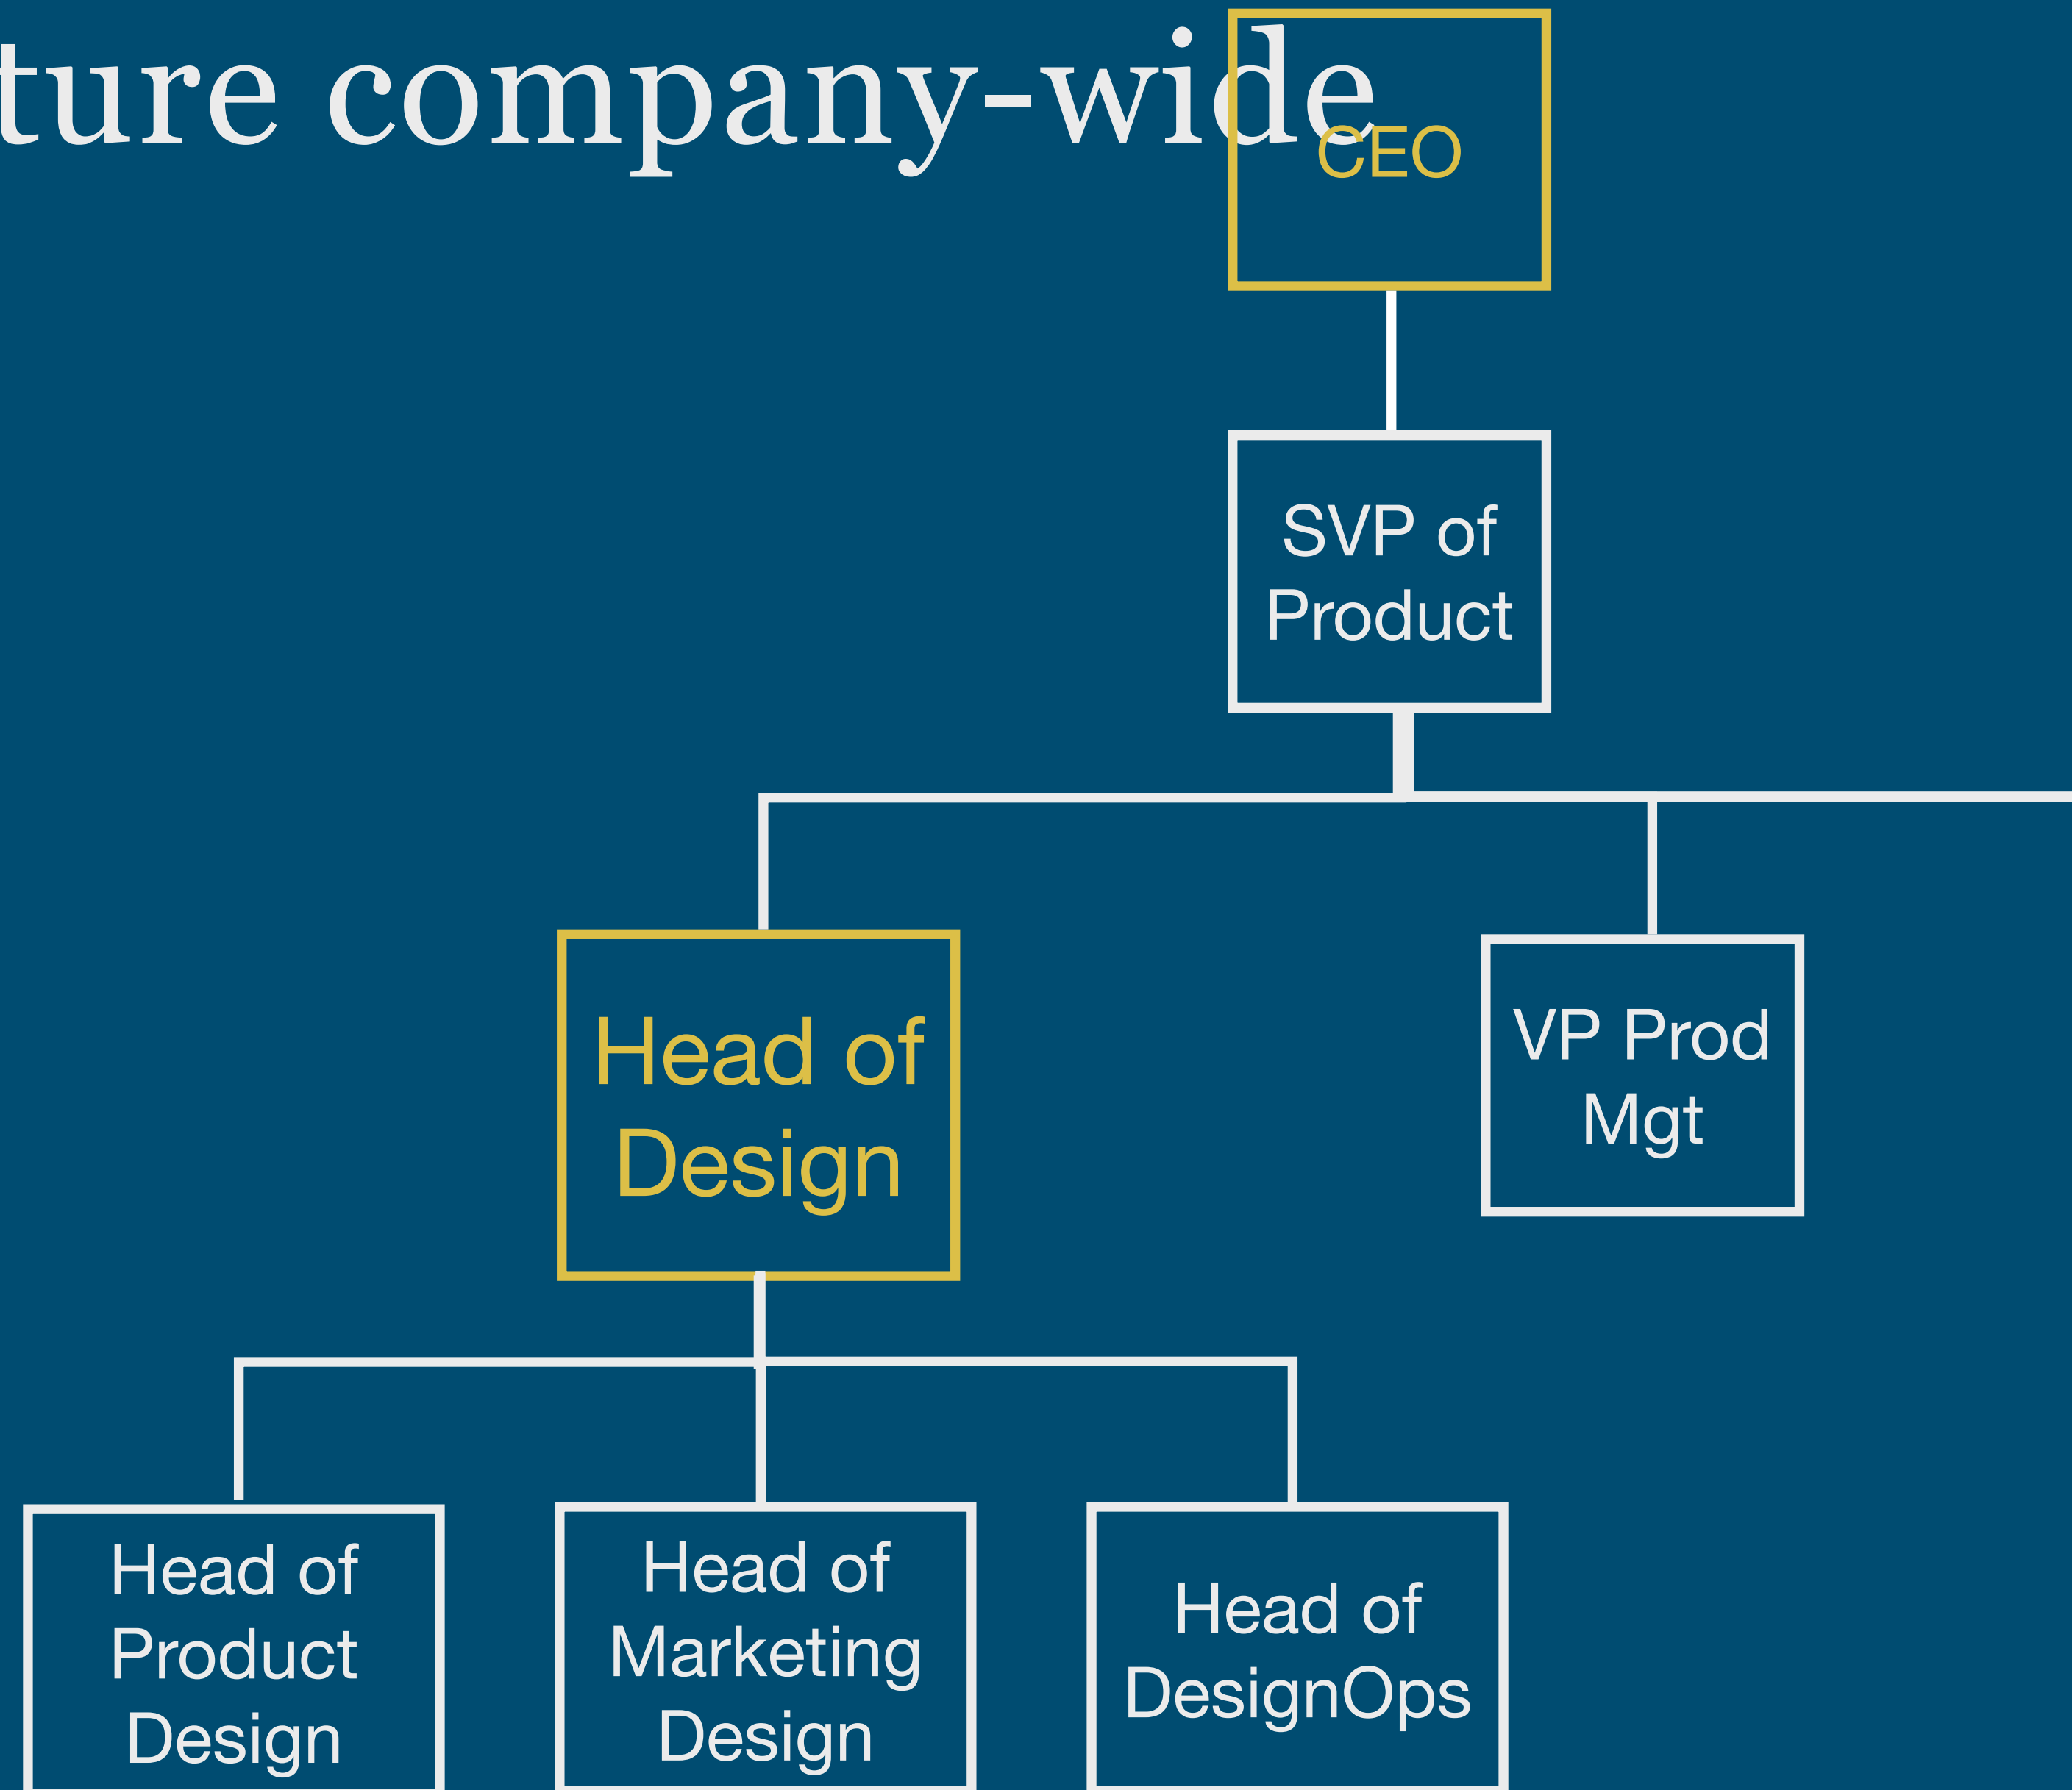 ture company-wide
CEO
SVP of
Product
Head of
Design
VP Prod
Mgt
Head of
Product
Design
Head of
Marketing
Design
Head of
DesignOps